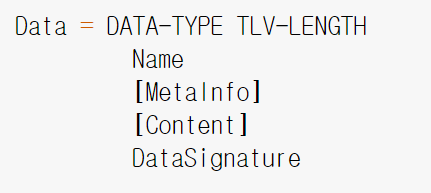 Data = DATA-TYPE TLV-LENGTH
Name
[MetaInfo]
[Content]
DataSignature